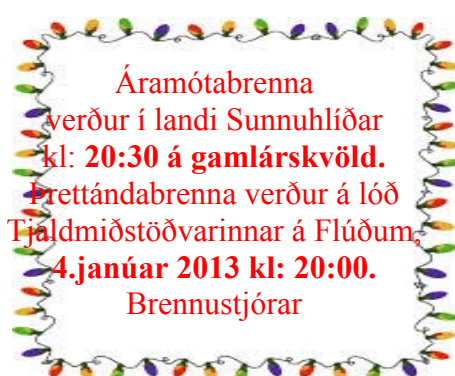 Áramótabrenna
verður í landi Sunnuhlíðar
kl: 20:30 á gamlárskvöld.
Þrettándabrenna verður á lóð
Tjaldmiðstöðvarinnar á Flúðum,
4.janúar 2013 kl: 20:00.
Brennustjórar